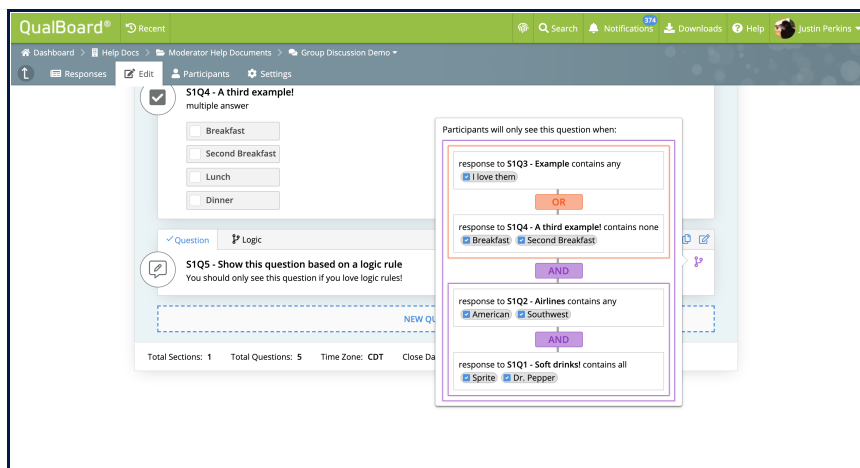 QualBoard® Recent Search Notifications 374 Downloads Help Justin Perkins
Dashboard > Help Docs > Moderator Help Documents > Group Discussion Demo
Responses Edit Participants Settings
S1Q4 - A third example!
multiple answer
Breakfast
Second Breakfast
Lunch
Dinner
Question Logic
S1Q5 - Show this question based on a logic rule
You should only see this question if you love logic rules!
NEW QU
Total Sections: 1 Total Questions: 5 Time Zone: CDT Close Da
Participants will only see this question when:
response to S1Q3 - Example contains any
I love them
OR
response to S1Q4 - A third example! contains none
Breakfast Second Breakfast
AND
response to S1Q2 - Airlines contains any
American Southwest
AND
response to S1Q1 - Soft drinks! contains all
Sprite Dr. Pepper